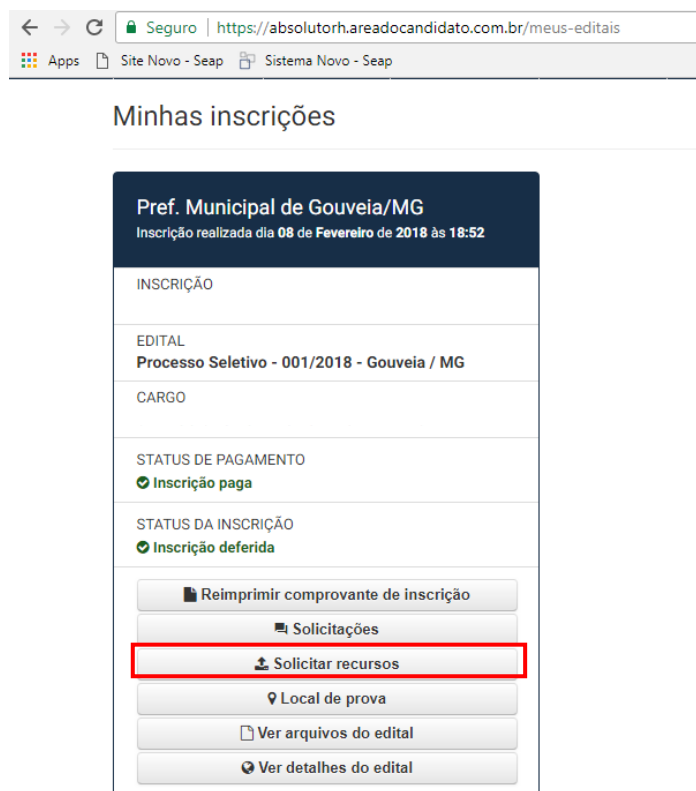 Seguro | https://absolutorh.areadocandidato.com.br/meus-editais
Apps Site Novo - Seap Sistema Novo - Seap
Minhas inscrições
Pref. Municipal de Gouveia/MG
Inscrição realizada dia 08 de Fevereiro de 2018 às 18:52
INSCRIÇÃO
EDITAL
Processo Seletivo - 001/2018 - Gouveia / MG
CARGO
STATUS DE PAGAMENTO
Inscrição paga
STATUS DA INSCRIÇÃO
Inscrição deferida
Reimprimir comprovante de inscrição
Solicitações
Solicitar recursos
Local de prova
Ver arquivos do edital
Ver detalhes do edital